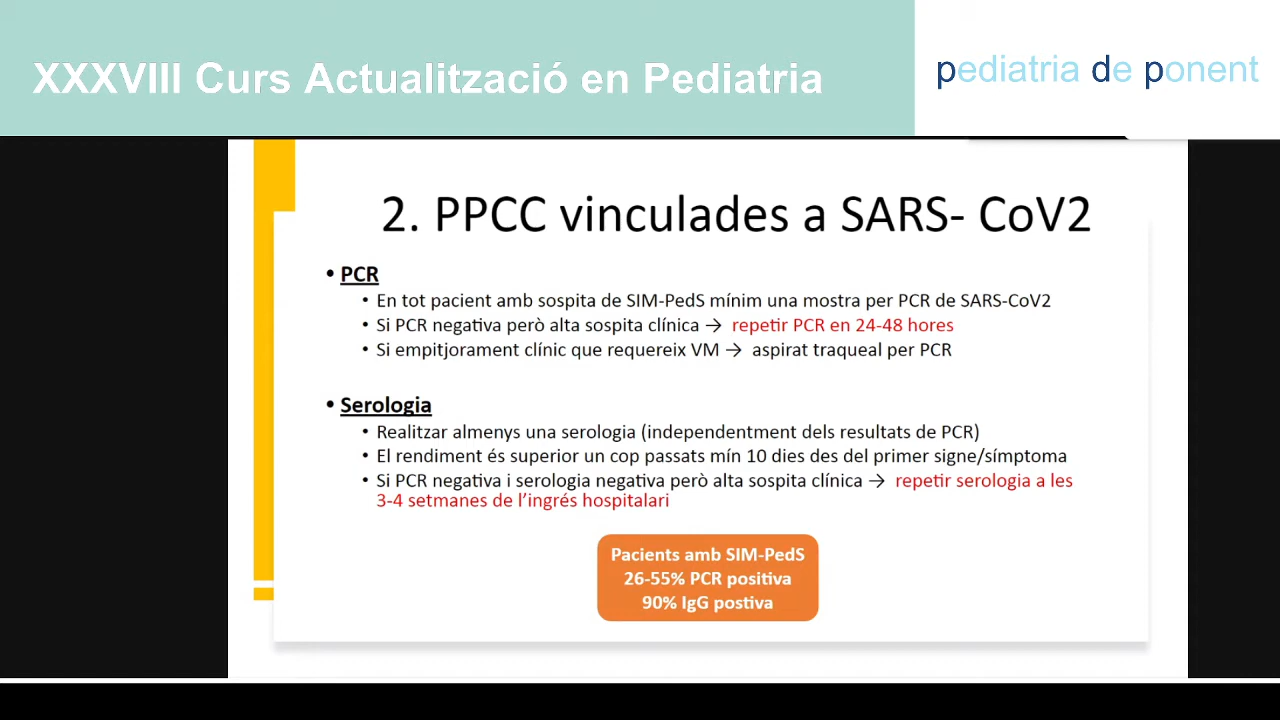 XXXVIII Curs Actualització en Pediatria
pediatria de ponent
2. PPCC vinculades a SARS- CoV2
• PCR
• En tot pacient amb sospita de SIM-PedS mínim una mostra per PCR de SARS-CoV2
• Si PCR negativa però alta sospita clínica → repetir PCR en 24-48 hores
• Si empitjorament clínic que requereix VM → aspirat traqueal per PCR
• Serologia
• Realitzar almenys una serologia (independentment dels resultats de PCR)
• El rendiment és superior un cop passats mín 10 dies des del primer signe/símptoma
• Si PCR negativa i serologia negativa però alta sospita clínica → repetir serologia a les
3-4 setmanes de l’ingrés hospitalari
Pacients amb SIM-PedS
26-55% PCR positiva
90% IgG postiva